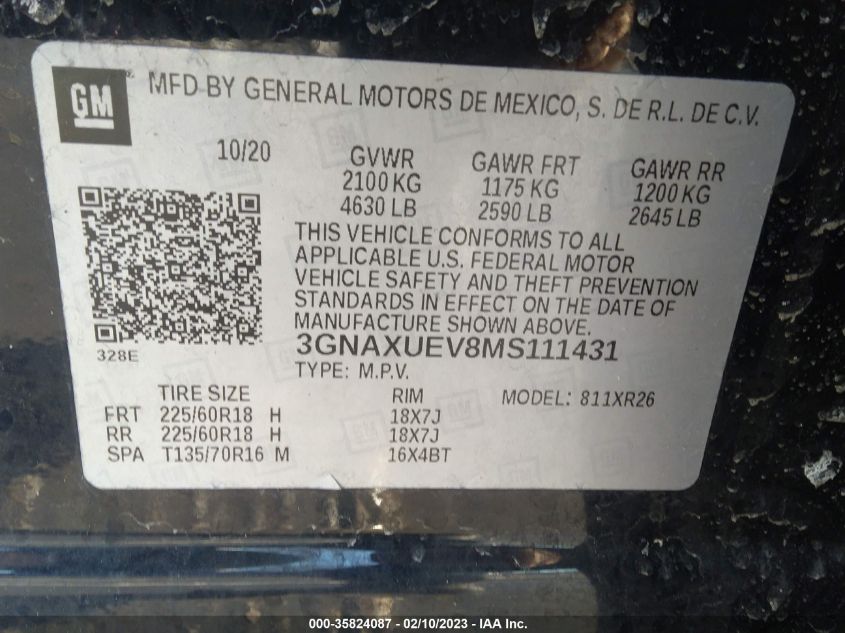 GM
MFD BY GENERAL MOTORS DE MEXICO, S. DE R.L. DE C.V.
10/20
GVWR GAWR FRT GAWR RR
2100 KG 1175 KG 1200 KG
4630 LB 2590 LB 2645 LB
THIS VEHICLE CONFORMS TO ALL
APPLICABLE U.S. FEDERAL MOTOR
VEHICLE SAFETY AND THEFT PREVENTION
STANDARDS IN EFFECT ON THE DATE OF
MANUFACTURE SHOWN ABOVE.
328E
3GNAXUEV8MS111431
TYPE: M.P.V.
TIRE SIZE RIM MODEL: 811XR26
FRT 225/60R18 H 18X7J
RR 225/60R18 H 18X7J
SPA T135/70R16 M 16X4BT
000-35824087 - 02/10/2023 - IAA Inc.